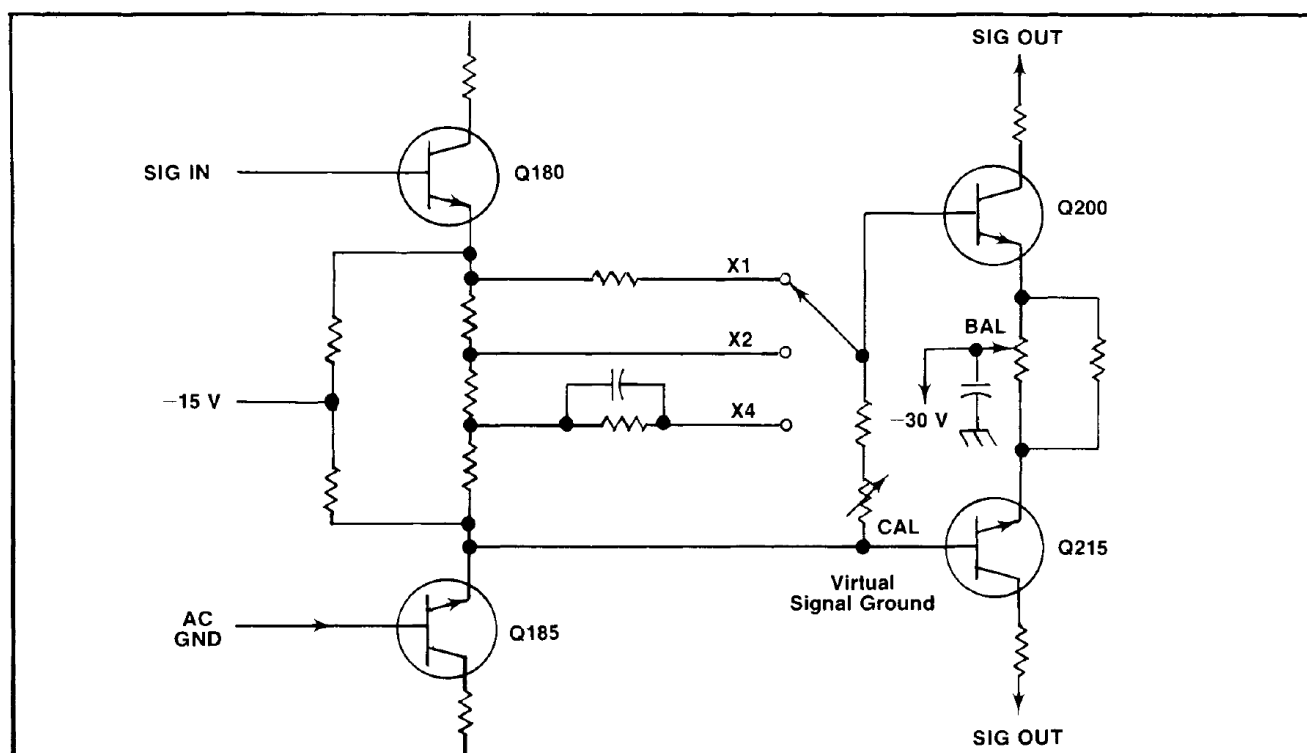 SIG OUT
Q180
SIG IN
Q200
X1
BAL
X2
−15 V
−30 V
X4
CAL
Q215
Virtual
Signal Ground
AC
GND
Q185
SIG OUT